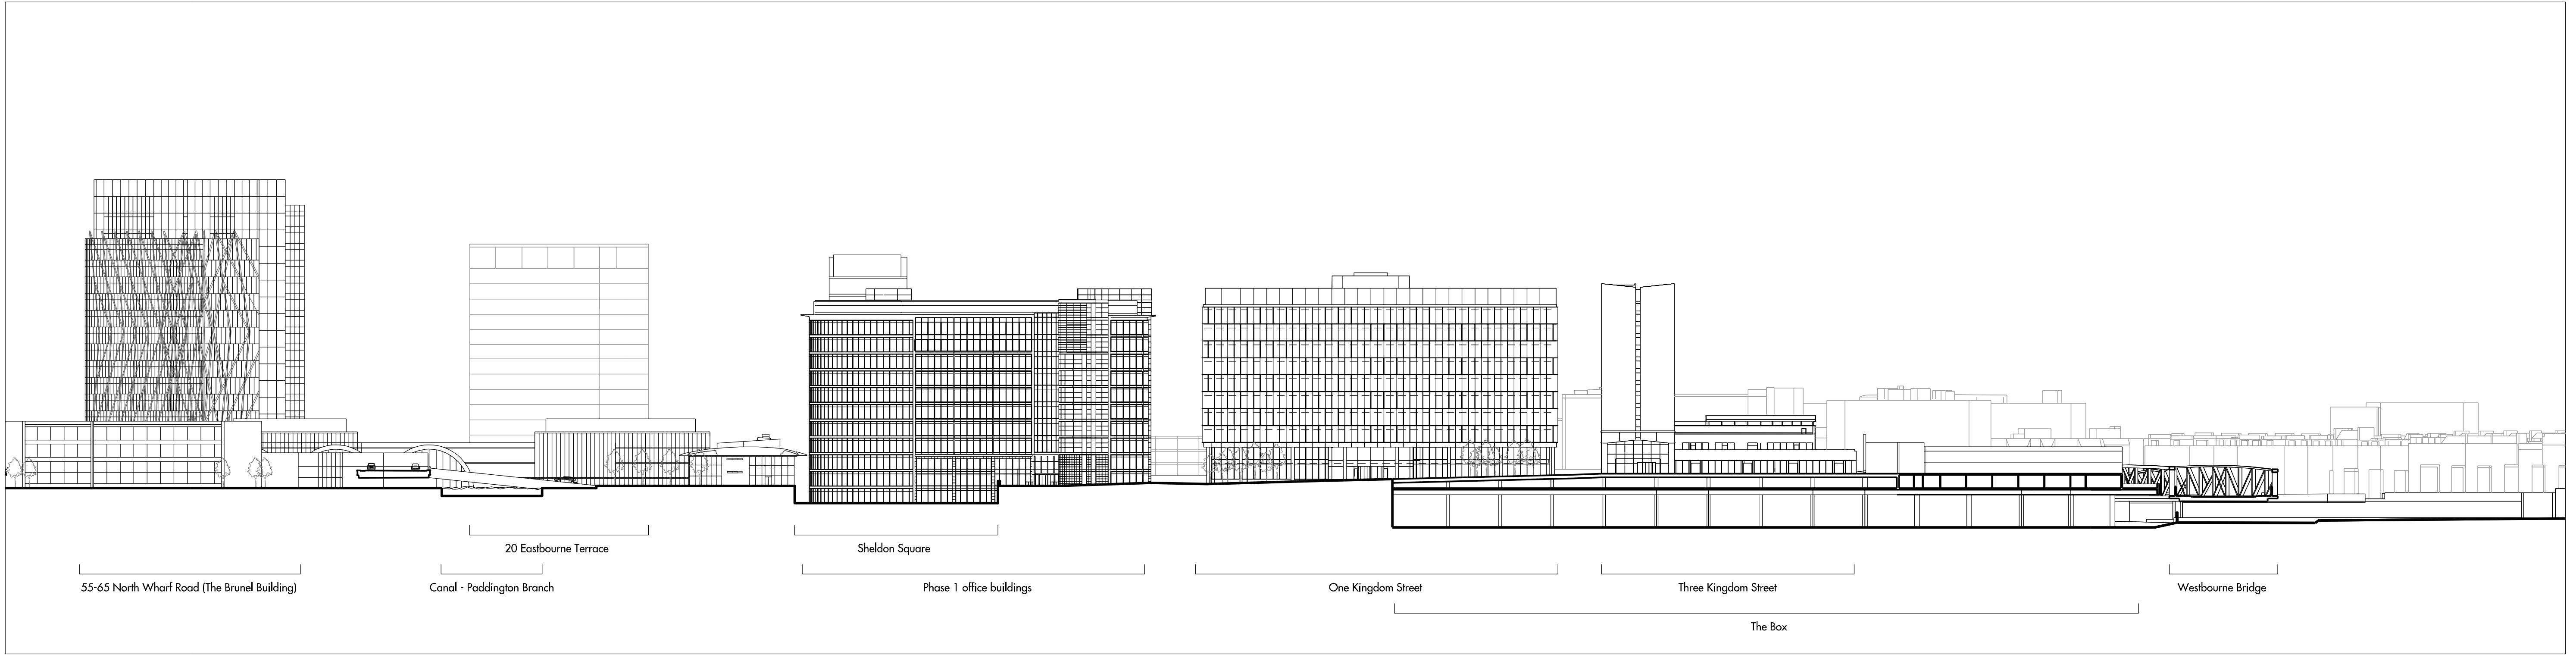 20 Eastbourne Terrace
Sheldon Square
55-65 North Wharf Road (The Brunel Building)
Canal - Paddington Branch
Phase 1 office buildings
One Kingdom Street
Three Kingdom Street
Westbourne Bridge
The Box